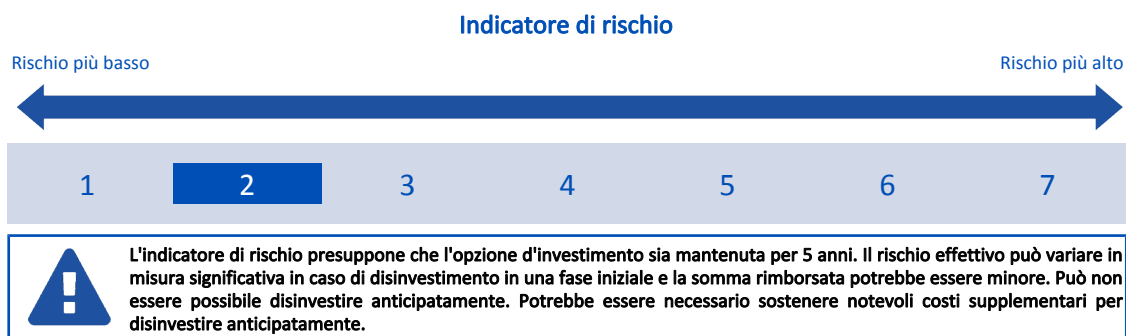 Indicatore di rischio
Rischio più basso
Rischio più alto
1 2 3 4 5 6 7
L'indicatore di rischio presuppone che l'opzione d'investimento sia mantenuta per 5 anni. Il rischio effettivo può variare in
misura significativa in caso di disinvestimento in una fase iniziale e la somma rimborsata potrebbe essere minore. Può non
essere possibile disinvestire anticipatamente. Potrebbe essere necessario sostenere notevoli costi supplementari per
disinvestire anticipatamente.